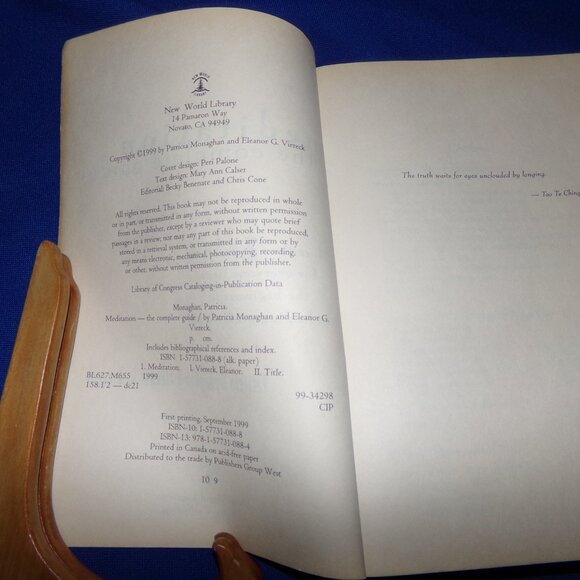 NEW WORLD
LIBRARY
New World Library
14 Pamaron Way
Novato, CA 94949
Copyright ©1999 by Patricia Monaghan and Eleanor G. Viereck
Cover design: Peri Palone
Text design: Mary Ann Calser
Editorial: Becky Benenate and Chris Cone
All rights reserved. This book may not be reproduced in whole
or in part, or transmitted in any form, without written permission
from the publisher, except by a reviewer who may quote brief
passages in a review; nor may any part of this book be reproduced,
stored in a retrieval system, or transmitted in any form or by
any means electronic, mechanical, photocopying, recording,
or other, without written permission from the publisher.
Library of Congress Cataloging-in-Publication Data
Monaghan, Patricia.
Meditation — the complete guide / by Patricia Monaghan and Eleanor G.
Viereck.
p. cm.
Includes bibliographical references and index.
ISBN 1-57731-088-8 (alk. paper)
1. Meditation. I. Viereck, Eleanor. II. Title.
BL627.M655 1999
158.1'2 — dc21
99-34298
CIP
First printing, September 1999
ISBN-10: 1-57731-088-8
ISBN-13: 978-1-57731-088-4
Printed in Canada on acid-free paper
Distributed to the trade by Publishers Group West
10 9
The truth waits for eyes unclouded by longing.
— Tao Te Ching